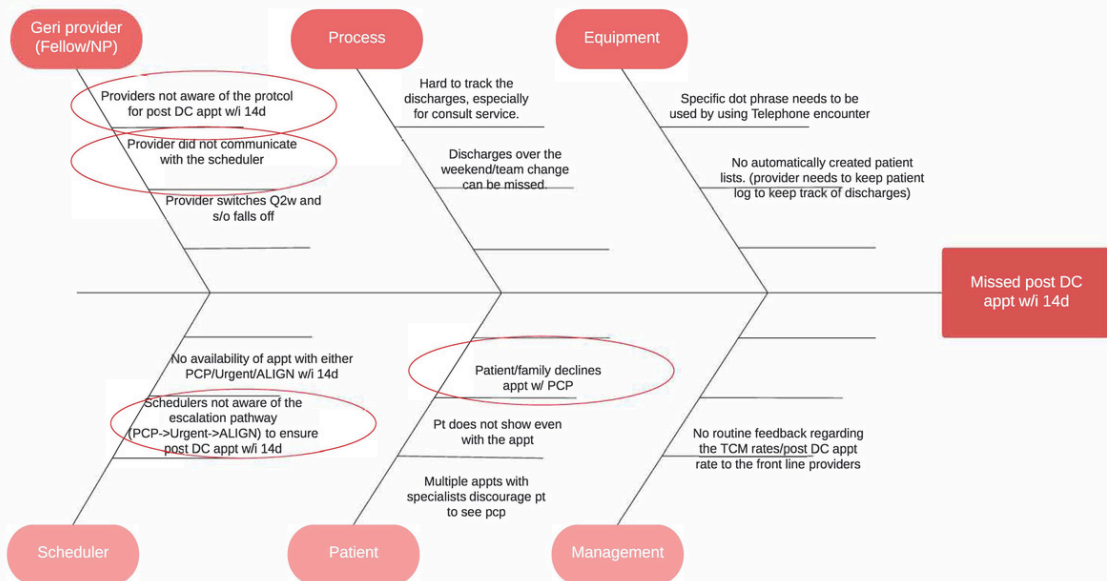 Geri provider
(Fellow/NP)
Process
Equipment
Providers not aware of the protcol
for post DC appt w/i 14d
Provider did not communicate
with the scheduler
Provider switches Q2w and
s/o falls off
Hard to track the
discharges, especially
for consult service.
Discharges over the
weekend/team change
can be missed.
Specific dot phrase needs to be
used by using Telephone encounter
No automatically created patient
lists. (provider needs to keep patient
log to keep track of discharges)
Missed post DC
appt w/i 14d
No availability of appt with either
PCP/Urgent/ALIGN w/i 14d
Schedulers not aware of the
escalation pathway
(PCP->Urgent->ALIGN) to ensure
post DC appt w/i 14d
Patient/family declines
appt w/ PCP
Pt does not show even
with the appt
Multiple appts with
specialists discourage pt
to see pcp
No routine feedback regarding
the TCM rates/post DC appt
rate to the front line providers
Scheduler
Patient
Management